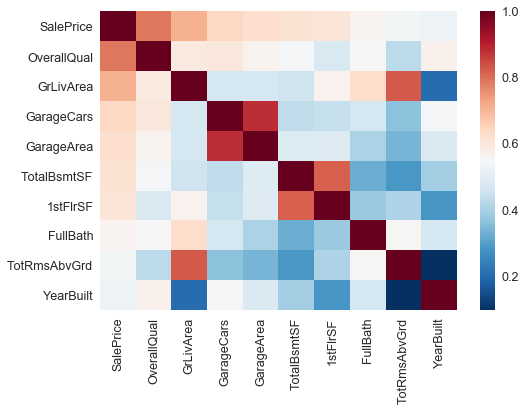 SalePrice
OverallQual
GrLivArea
GarageCars
GarageArea
TotalBsmtSF
1stFlrSF
FullBath
TotRmsAbvGrd
YearBuilt
SalePrice
OverallQual
GrLivArea
GarageCars
GarageArea
TotalBsmtSF
1stFlrSF
FullBath
TotRmsAbvGrd
YearBuilt
1.0
0.8
0.6
0.4
0.2